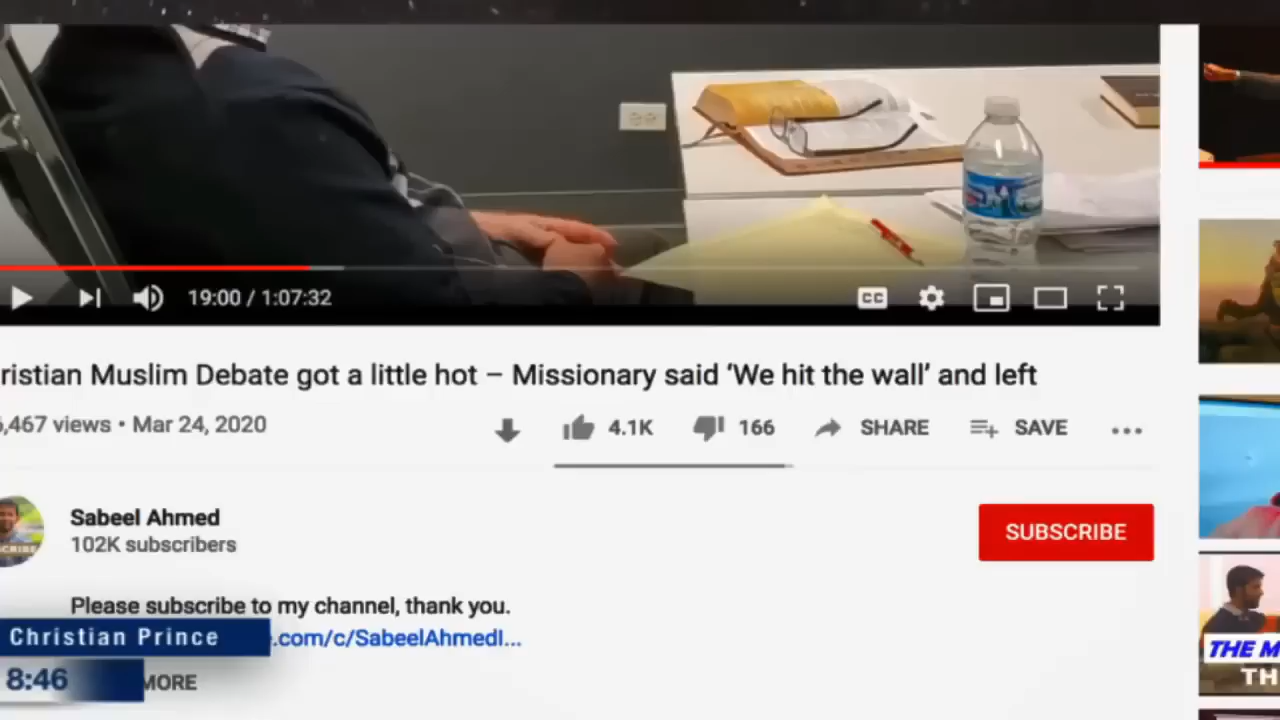 19:00 / 1:07:32
CC
ristian Muslim Debate got a little hot – Missionary said ‘We hit the wall’ and left
,467 views • Mar 24, 2020
4.1K
166
SHARE
SAVE
Sabeel Ahmed
102K subscribers
SUBSCRIBE
Please subscribe to my channel, thank you.
Christian Prince
.com/c/SabeelAhmedI...
8:46
MORE
THE M
TH